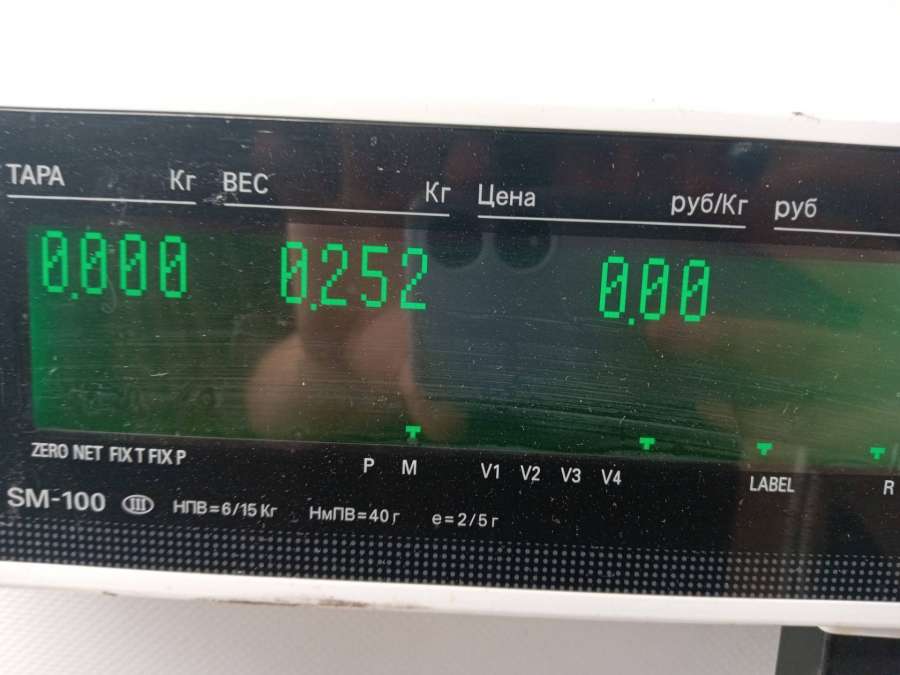 ТАРА Кг ВЕС Кг Цена руб/Кг руб
0.000 0.252 0.00
ZERO NET FIX T FIX P P M V1 V2 V3 V4 LABEL R
SM-100 III НПВ=6/15 Кг НмПВ=40 г e=2/5 г